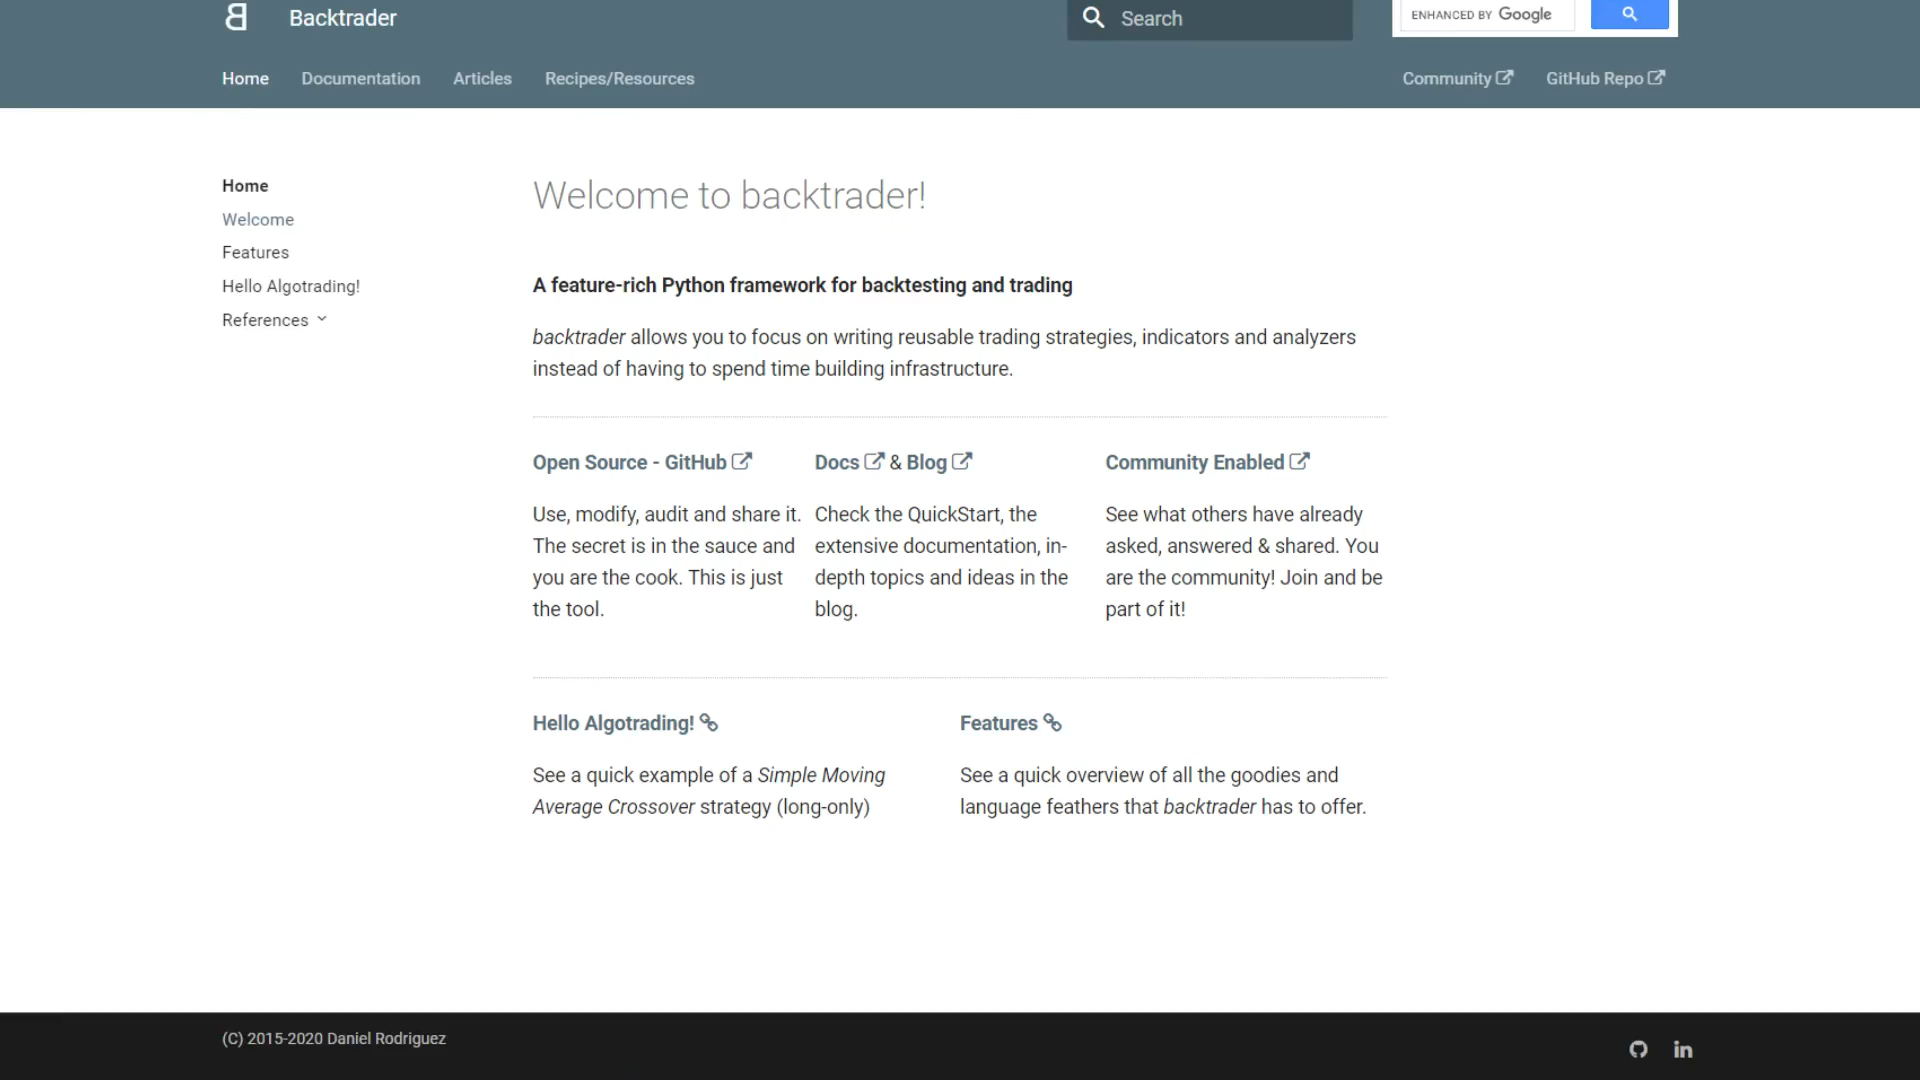 Backtrader
Search
ENHANCED BY Google
Home Documentation Articles Recipes/Resources
Community GitHub Repo
Home
Welcome
Features
Hello Algotrading!
References
Welcome to backtrader!
A feature-rich Python framework for backtesting and trading
backtrader allows you to focus on writing reusable trading strategies, indicators and analyzers
instead of having to spend time building infrastructure.
Open Source - GitHub
Use, modify, audit and share it.
The secret is in the sauce and
you are the cook. This is just
the tool.
Docs & Blog
Check the QuickStart, the
extensive documentation, in-
depth topics and ideas in the
blog.
Community Enabled
See what others have already
asked, answered & shared. You
are the community! Join and be
part of it!
Hello Algotrading!
See a quick example of a Simple Moving
Average Crossover strategy (long-only)
Features
See a quick overview of all the goodies and
language feathers that backtrader has to offer.
(C) 2015-2020 Daniel Rodriguez
in